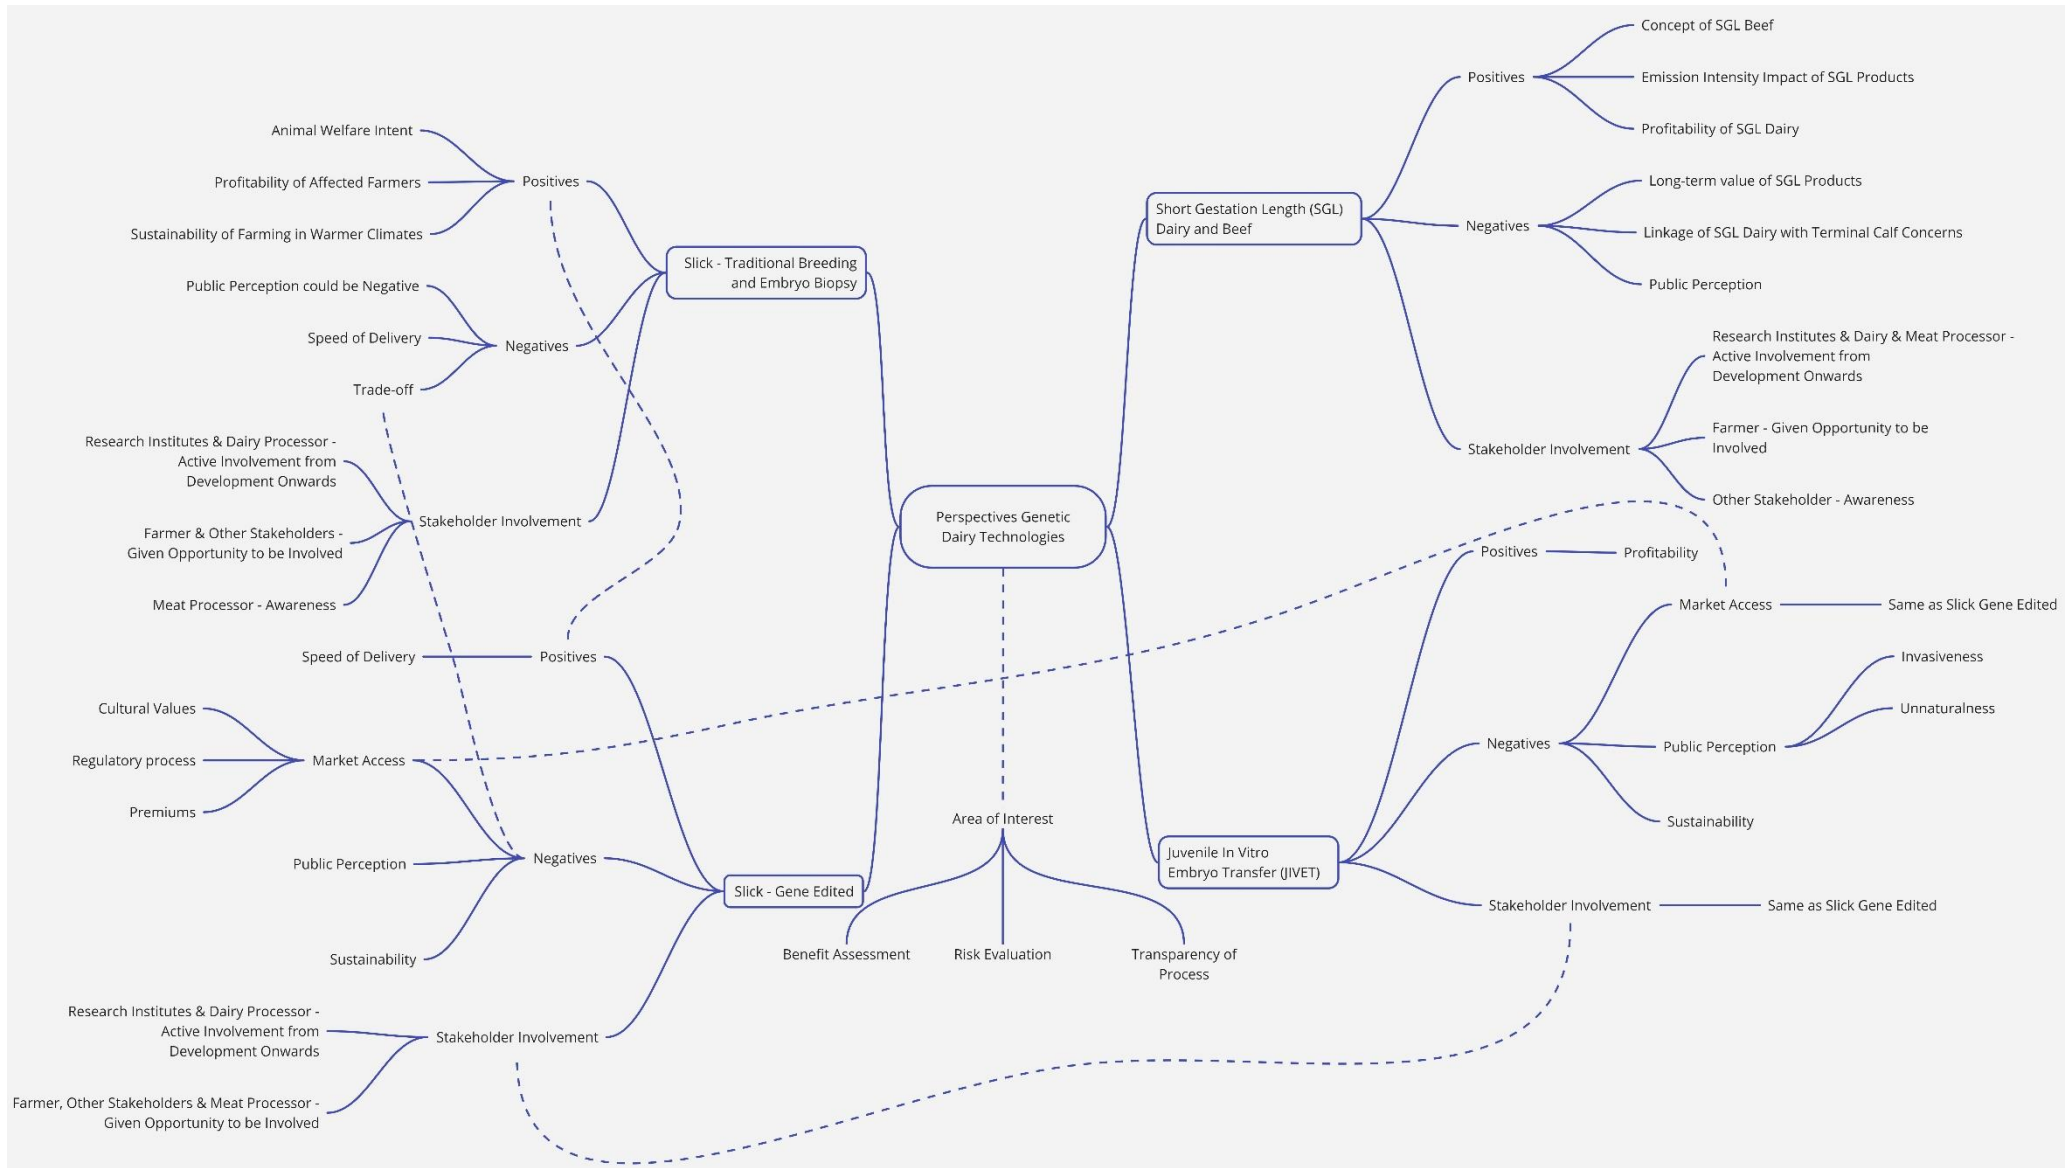 Perspectives Genetic
Dairy Technologies
Slick - Traditional Breeding
and Embryo Biopsy
Positives
Animal Welfare Intent
Profitability of Affected Farmers
Sustainability of Farming in Warmer Climates
Negatives
Public Perception could be Negative
Speed of Delivery
Trade-off
Stakeholder Involvement
Research Institutes & Dairy Processor -
Active Involvement from
Development Onwards
Farmer & Other Stakeholders -
Given Opportunity to be Involved
Meat Processor - Awareness
Slick - Gene Edited
Positives
Speed of Delivery
Negatives
Market Access
Cultural Values
Regulatory process
Premiums
Public Perception
Sustainability
Stakeholder Involvement
Research Institutes & Dairy Processor -
Active Involvement from
Development Onwards
Farmer, Other Stakeholders & Meat Processor -
Given Opportunity to be Involved
Short Gestation Length (SGL)
Dairy and Beef
Positives
Concept of SGL Beef
Emission Intensity Impact of SGL Products
Profitability of SGL Dairy
Negatives
Long-term value of SGL Products
Linkage of SGL Dairy with Terminal Calf Concerns
Public Perception
Stakeholder Involvement
Research Institutes & Dairy & Meat Processor -
Active Involvement from
Development Onwards
Farmer - Given Opportunity to be
Involved
Other Stakeholder - Awareness
Juvenile In Vitro
Embryo Transfer (JIVET)
Positives
Profitability
Negatives
Market Access
Same as Slick Gene Edited
Public Perception
Invasiveness
Unnaturalness
Sustainability
Stakeholder Involvement
Same as Slick Gene Edited
Area of Interest
Benefit Assessment
Risk Evaluation
Transparency of
Process